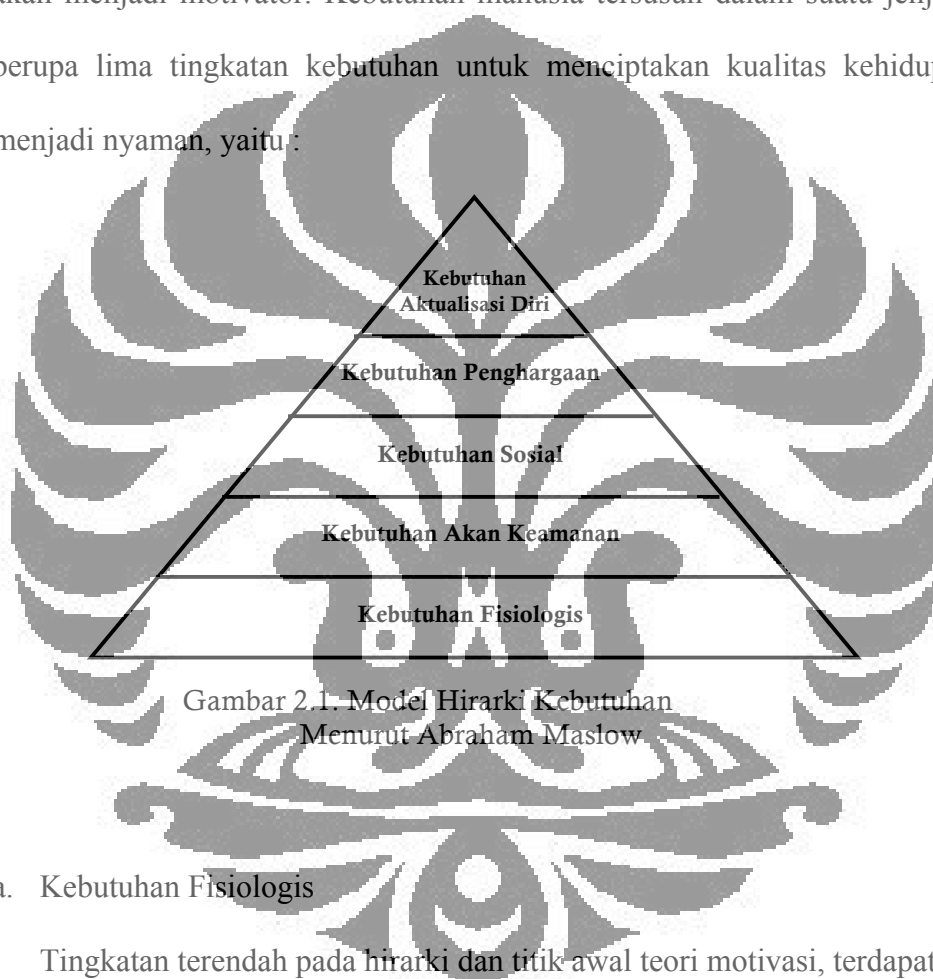 akan menjadi motivator. Kebutuhan manusia tersusun dalam suatu
berupa lima tingkatan kebutuhan untuk menciptakan kualitas
menjadi nyaman, yaitu :
Kebutuhan
Aktualisasi Diri
Kebutuhan Penghargaan
Kebutuhan Sosial
Kebutuhan Akan Keamanan
Kebutuhan Fisiologis
Gambar 2.1. Model Hirarki Kebutuhan
Menurut Abraham Maslow
a. Kebutuhan Fisiologis
Tingkatan terendah pada hirarki dan titik awal teori motivasi, terdapat